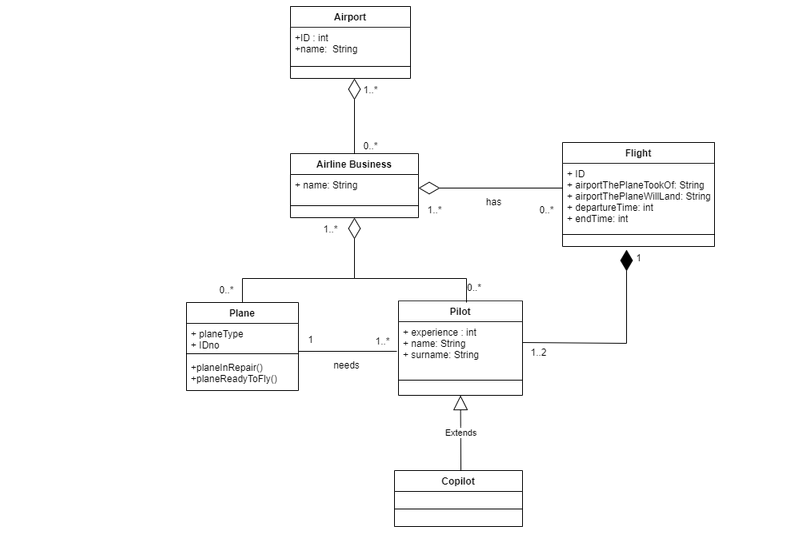 Airport
+ID : int
+name: String
1..*
0..*
Airline Business
+ name: String
1..*
has
0..*
Flight
+ ID
+ airportThePlaneTookOf: String
+ airportThePlaneWillLand: String
+ departureTime: int
+ endTime: int
1..*
1
0..*
0..*
Plane
+ planeType
+ IDno
+planeInRepair()
+planeReadyToFly()
1
1..*
needs
Pilot
+ experience : int
+ name: String
+ surname: String
1..2
Extends
Copilot